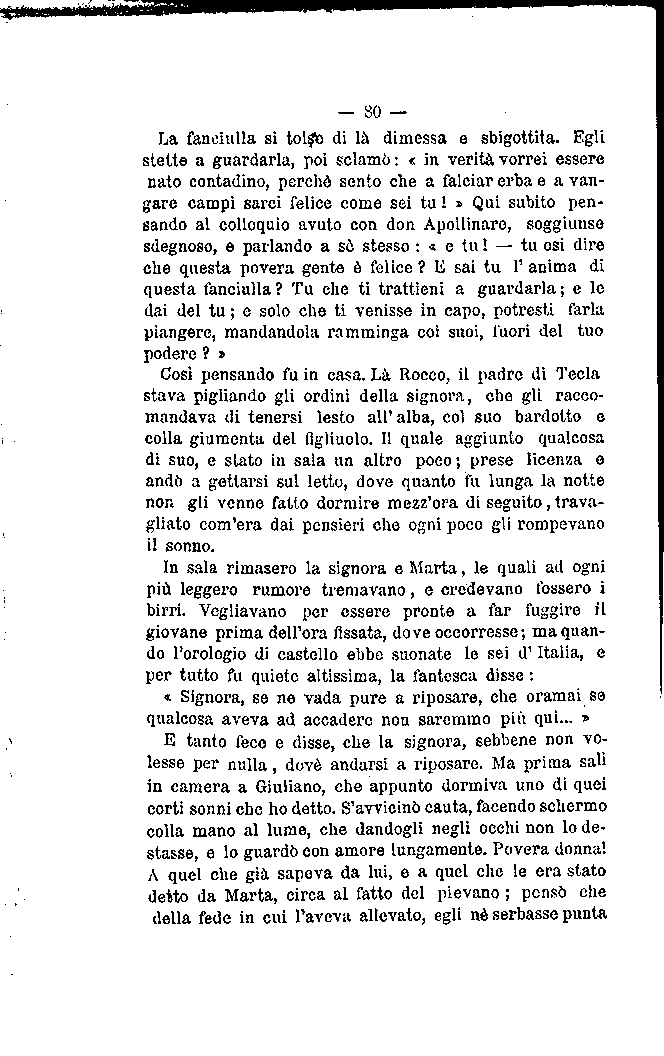 — 80 —
La fanciulla si tolse di là dimessa e sbigottita. Egli
stette a guardarla, poi sclamò: « in verità vorrei essere
nato contadino, perchè sento che a falciar erba e a van-
gare campi sarei felice come sei tu! » Qui subito pen-
sando al colloquio avuto con don Apollinare, soggiunse
sdegnoso, e parlando a sè stesso: « e tu! — tu osi dire
che questa povera gente è felice? E sai tu l'anima di
questa fanciulla? Tu che ti trattieni a guardarla; e le
dai del tu; e solo che ti venisse in capo, potresti farla
piangere, mandandola ramminga coi suoi, fuori del tuo
podere? »
Così pensando fu in casa. Là Rocco, il padre di Tecla
stava pigliando gli ordini della signora, che gli racco-
mandava di tenersi lesto all'alba, col suo bardotto e
colla giumenta del figliuolo. Il quale aggiunto qualcosa
di suo, e stato in sala un altro poco; prese licenza e
andò a gettarsi sul letto, dove quanto fu lunga la notte
non gli venne fatto dormire mezz'ora di seguito, trava-
gliato com'era dai pensieri che ogni poco gli rompevano
il sonno.
In sala rimasero la signora e Marta, le quali ad ogni
più leggero rumore tremavano, e credevano fossero i
birri. Vegliavano per essere pronte a far fuggire il
giovane prima dell'ora fissata, dove occorresse; ma quan-
do l'orologio di castello ebbe suonate le sei d'Italia, e
per tutto fu quiete altissima, la fantesca disse:
« Signora, se ne vada pure a riposare, che oramai se
qualcosa aveva ad accadere non saremmo più qui... »
E tanto fece e disse, che la signora, sebbene non vo-
lesse per nulla, dovè andarsi a riposare. Ma prima salì
in camera a Giuliano, che appunto dormiva uno di quei
corti sonni che ho detto. S'avvicinò cauta, facendo schermo
colla mano al lume, che dandogli negli occhi non lo de-
stasse, e lo guardò con amore lungamente. Povera donna!
A quel che già sapeva da lui, e a quel che le era stato
detto da Marta, circa al fatto del pievano; pensò che
della fede in cui l'aveva allevato, egli nè serbasse punta